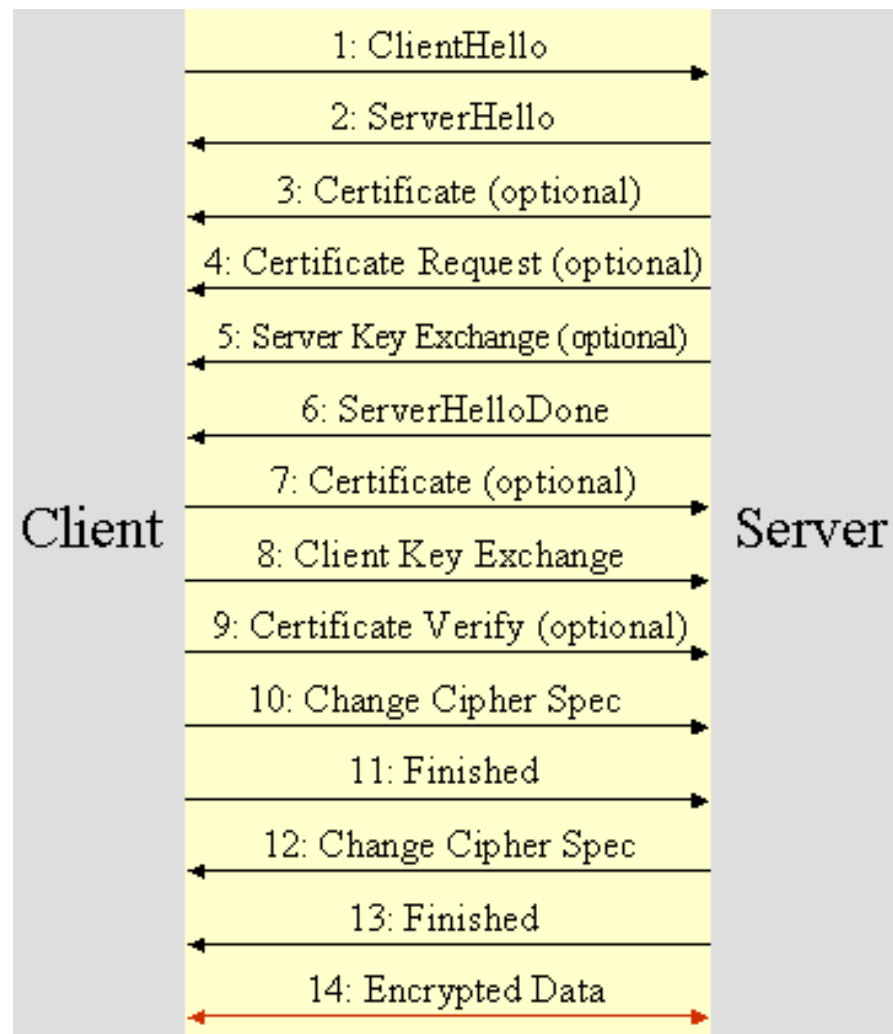 1: ClientHello
2: ServerHello
3: Certificate (optional)
4: Certificate Request (optional)
5: Server Key Exchange (optional)
6: ServerHelloDone
7: Certificate (optional)
Client
Server
8: Client Key Exchange
9: Certificate Verify (optional)
10: Change Cipher Spec
11: Finished
12: Change Cipher Spec
13: Finished
14: Encrypted Data